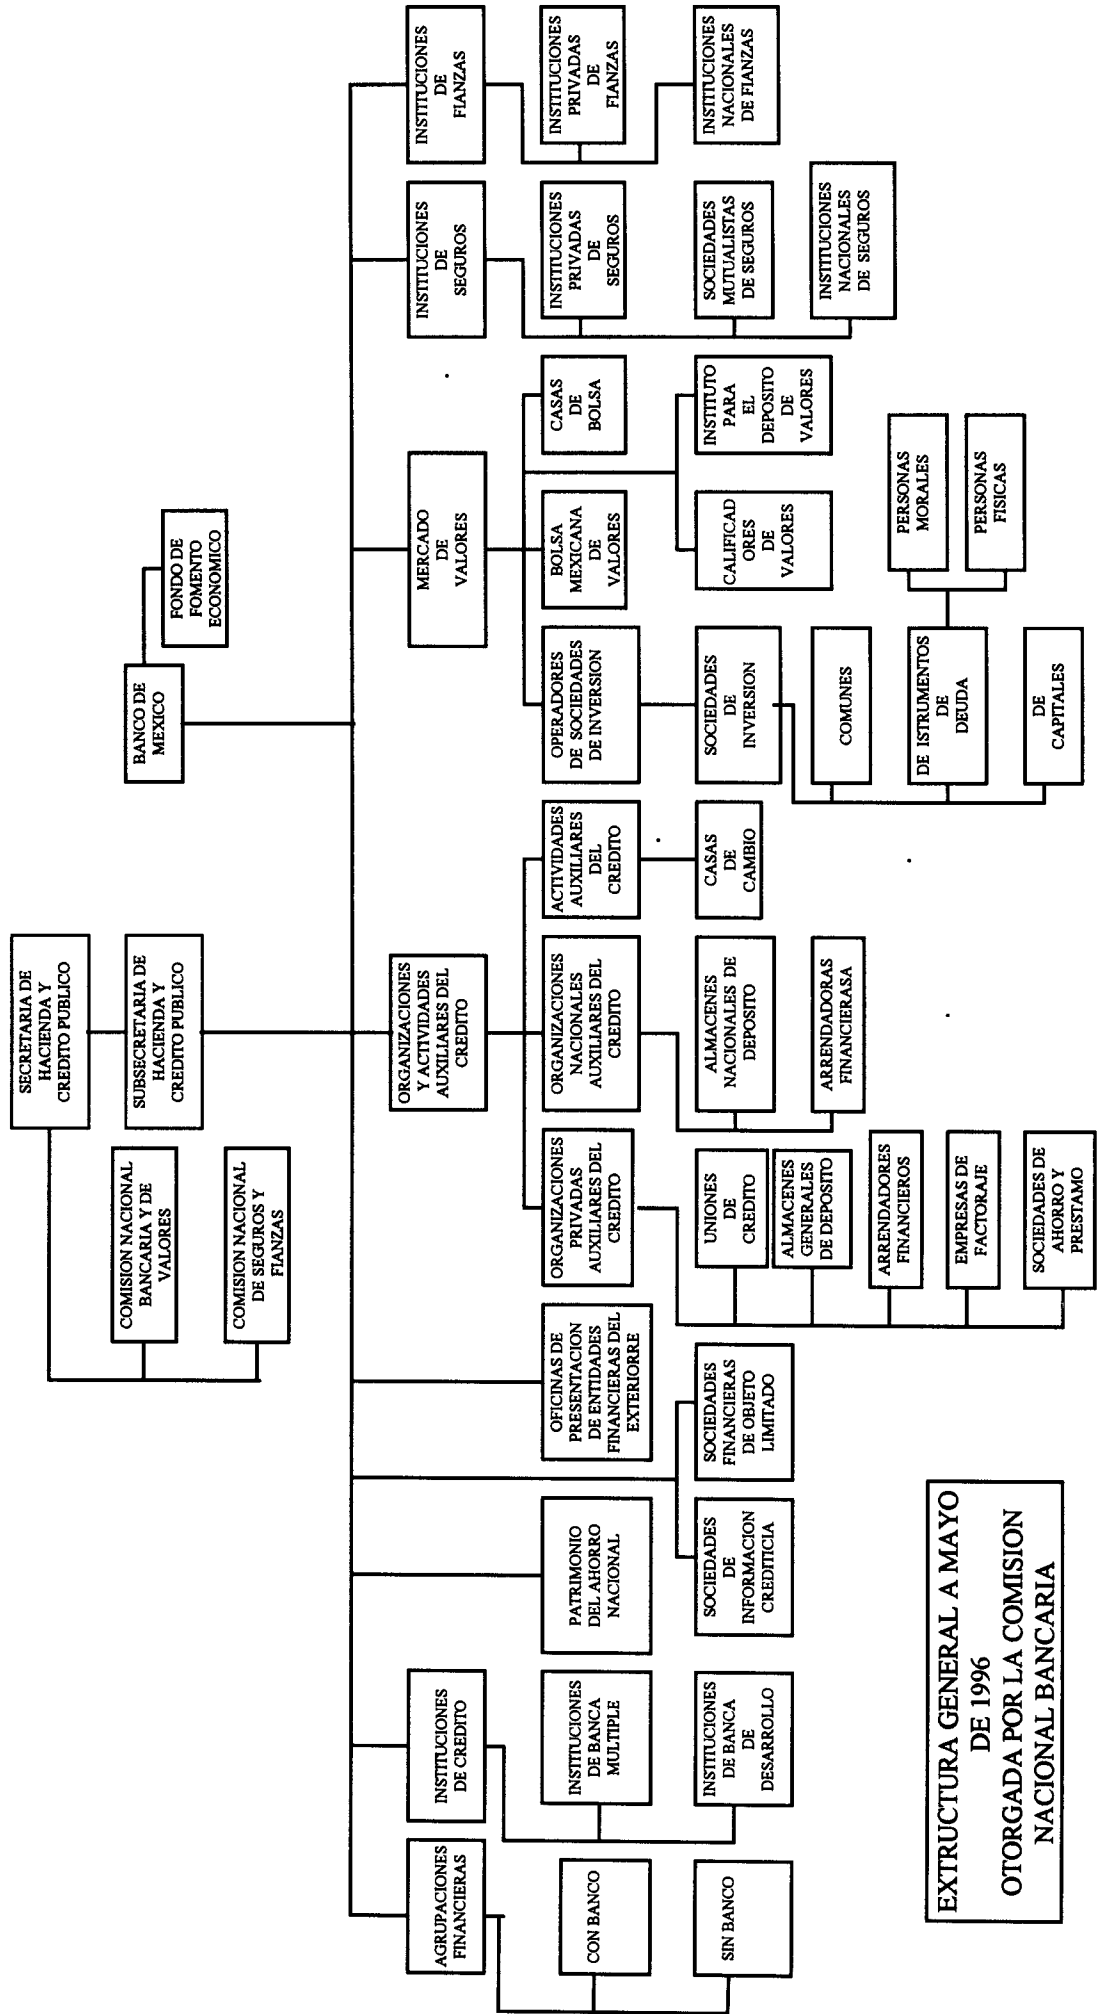 SECRETARIA DE
HACIENDA Y
CREDITO PUBLICO
SUBSECRETARIA DE
HACIENDA Y
CREDITO PUBLICO
COMISION NACIONAL
BANCARIA Y DE
VALORES
COMISION NACIONAL
DE SEGUROS Y
FIANZAS
BANCO DE
MEXICO
FONDO DE
FOMENTO
ECONOMICO
AGRUPACIONES
FINANCIERAS
CON BANCO
SIN BANCO
INSTITUCIONES
DE CREDITO
INSTITUCIONES
DE BANCA
MULTIPLE
INSTITUCIONES
DE BANCA
DE
DESARROLLO
PATRIMONIO
DEL AHORRO
NACIONAL
SOCIEDADES
DE
INFORMACION
CREDITICIA
SOCIEDADES
FINANCIERAS
DE OBJETO
LIMITADO
OFICINAS DE
PRESENTACION
DE ENTIDADES
FINANCIERAS DEL
EXTERIORRE
ORGANIZACIONES
Y ACTIVIDADES
AUXILIARES DEL
CREDITO
ORGANIZACIONES
PRIVADAS
AUXILIARES DEL
CREDITO
UNIONES
DE
CREDITO
ALMACENES
GENERALES
DE DEPOSITO
ARRENDADORES
FINANCIEROS
EMPRESAS DE
FACTORAJE
SOCIEDADES DE
AHORRO Y
PRESTAMO
ORGANIZACIONES
NACIONALES
AUXILIARES DEL
CREDITO
ALMACENES
NACIONALES DE
DEPOSITO
ARRENDADORAS
FINANCIERASA
ACTIVIDADES
AUXILIARES
DEL
CREDITO
CASAS
DE
CAMBIO
MERCADO
DE
VALORES
OPERADORES
DE SOCIEDADES
DE INVERSION
SOCIEDADES
DE
INVERSION
COMUNES
DE ISTRUMENTOS
DE
DEUDA
PERSONAS
MORALES
PERSONAS
FISICAS
DE
CAPITALES
BOLSA
MEXICANA
DE
VALORES
CASAS
DE
BOLSA
CALIFICAD
ORES
DE
VALORES
INSTITUTO
PARA
EL
DEPOSITO
DE
VALORES
INSTITUCIONES
DE
SEGUROS
INSTITUCIONES
PRIVADAS
DE
SEGUROS
SOCIEDADES
MUTUALISTAS
DE SEGUROS
INSTITUCIONES
NACIONALES
DE SEGUROS
INSTITUCIONES
DE
FIANZAS
INSTITUCIONES
PRIVADAS
DE
FIANZAS
INSTITUCIONES
NACIONALES
DE FIANZAS
EXTRUCTURA GENERAL A MAYO
DE 1996
OTORGADA POR LA COMISION
NACIONAL BANCARIA